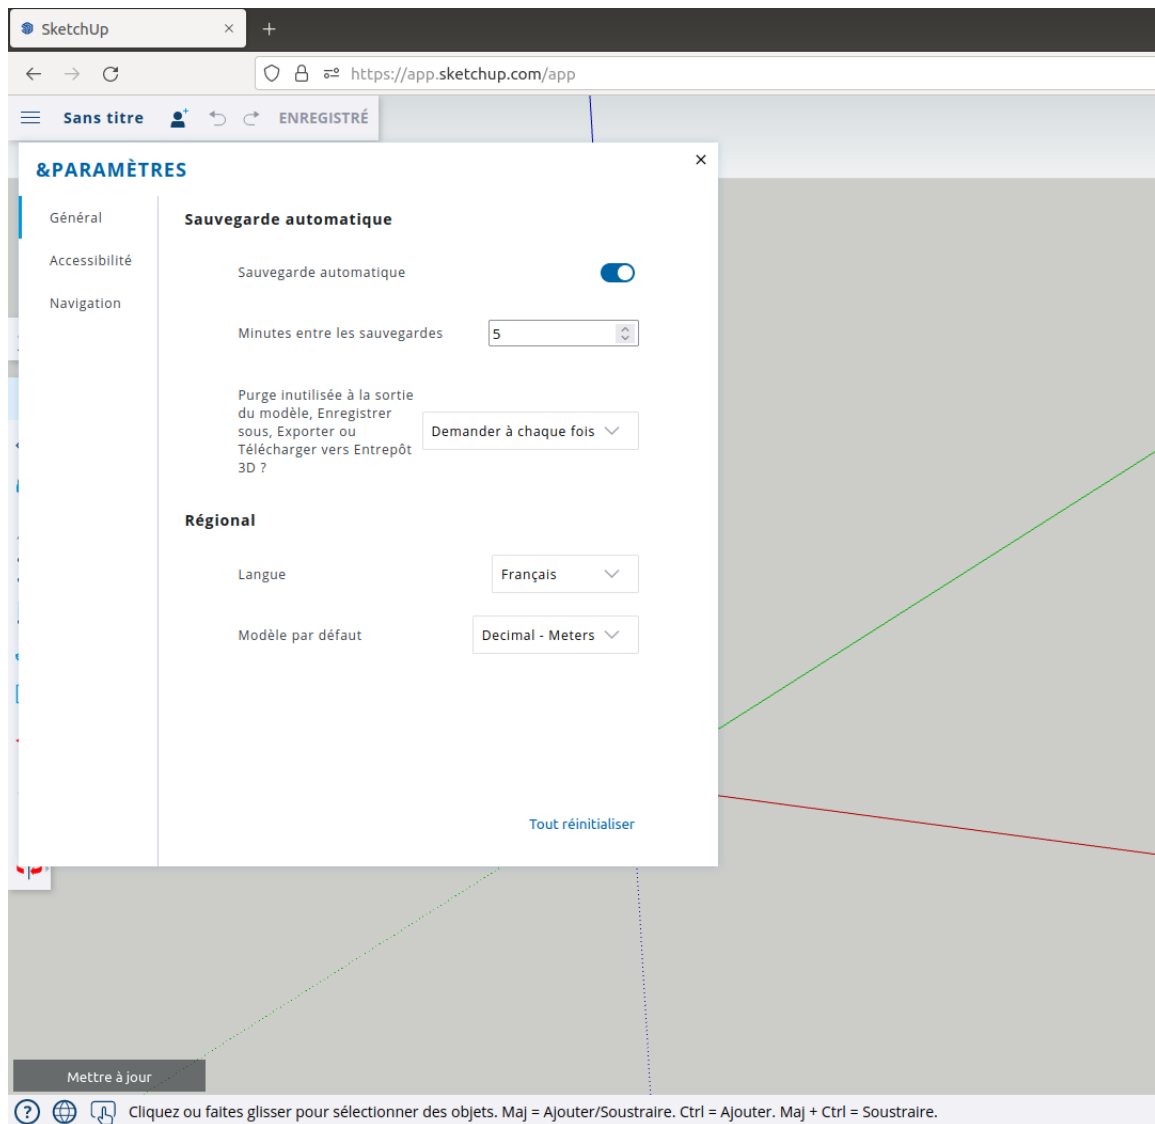 SketchUp
https://app.sketchup.com/app
Sans titre
ENREGISTRÉ
&PARAMÈTRES
Général
Accessibilité
Navigation
Sauvegarde automatique
Sauvegarde automatique
Minutes entre les sauvegardes
5
Purge inutilisée à la sortie
du modèle, Enregistrer
sous, Exporter ou
Télécharger vers Entrepôt
3D ?
Demander à chaque fois
Régional
Langue
Français
Modèle par défaut
Decimal - Meters
Tout réinitialiser
Mettre à jour
Cliquez ou faites glisser pour sélectionner des objets. Maj = Ajouter/Soustraire. Ctrl = Ajouter. Maj + Ctrl = Soustraire.